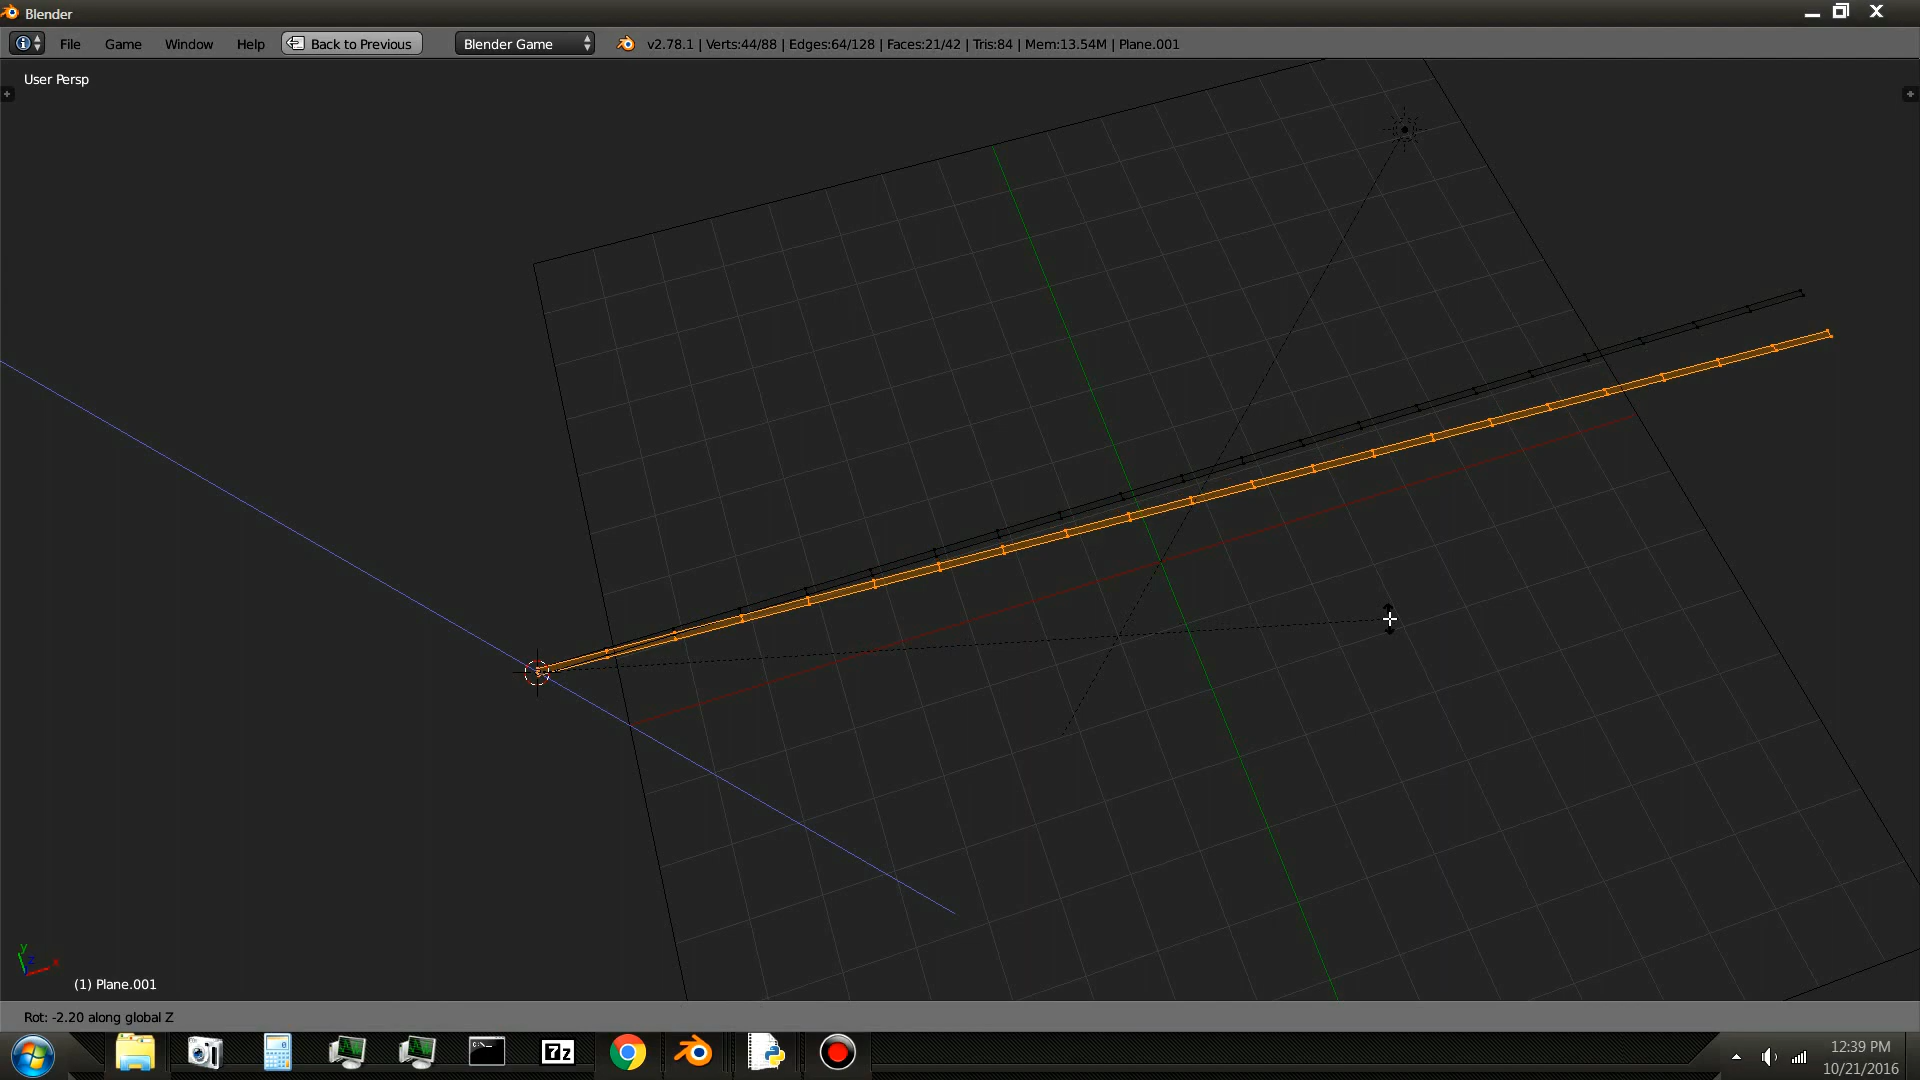 Blender
File Game Window Help Back to Previous Blender Game v2.78.1 | Verts:44/88 | Edges:64/128 | Faces:21/42 | Tris:84 | Mem:13.54M | Plane.001
User Persp
y
z
x
(1) Plane.001
Rot: -2.20 along global Z
7z
12:39 PM
10/21/2016